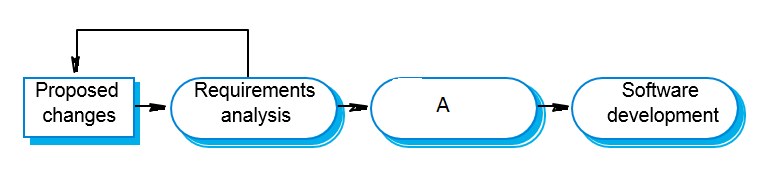 Proposed
changes
Requirements
analysis
A
Software
development